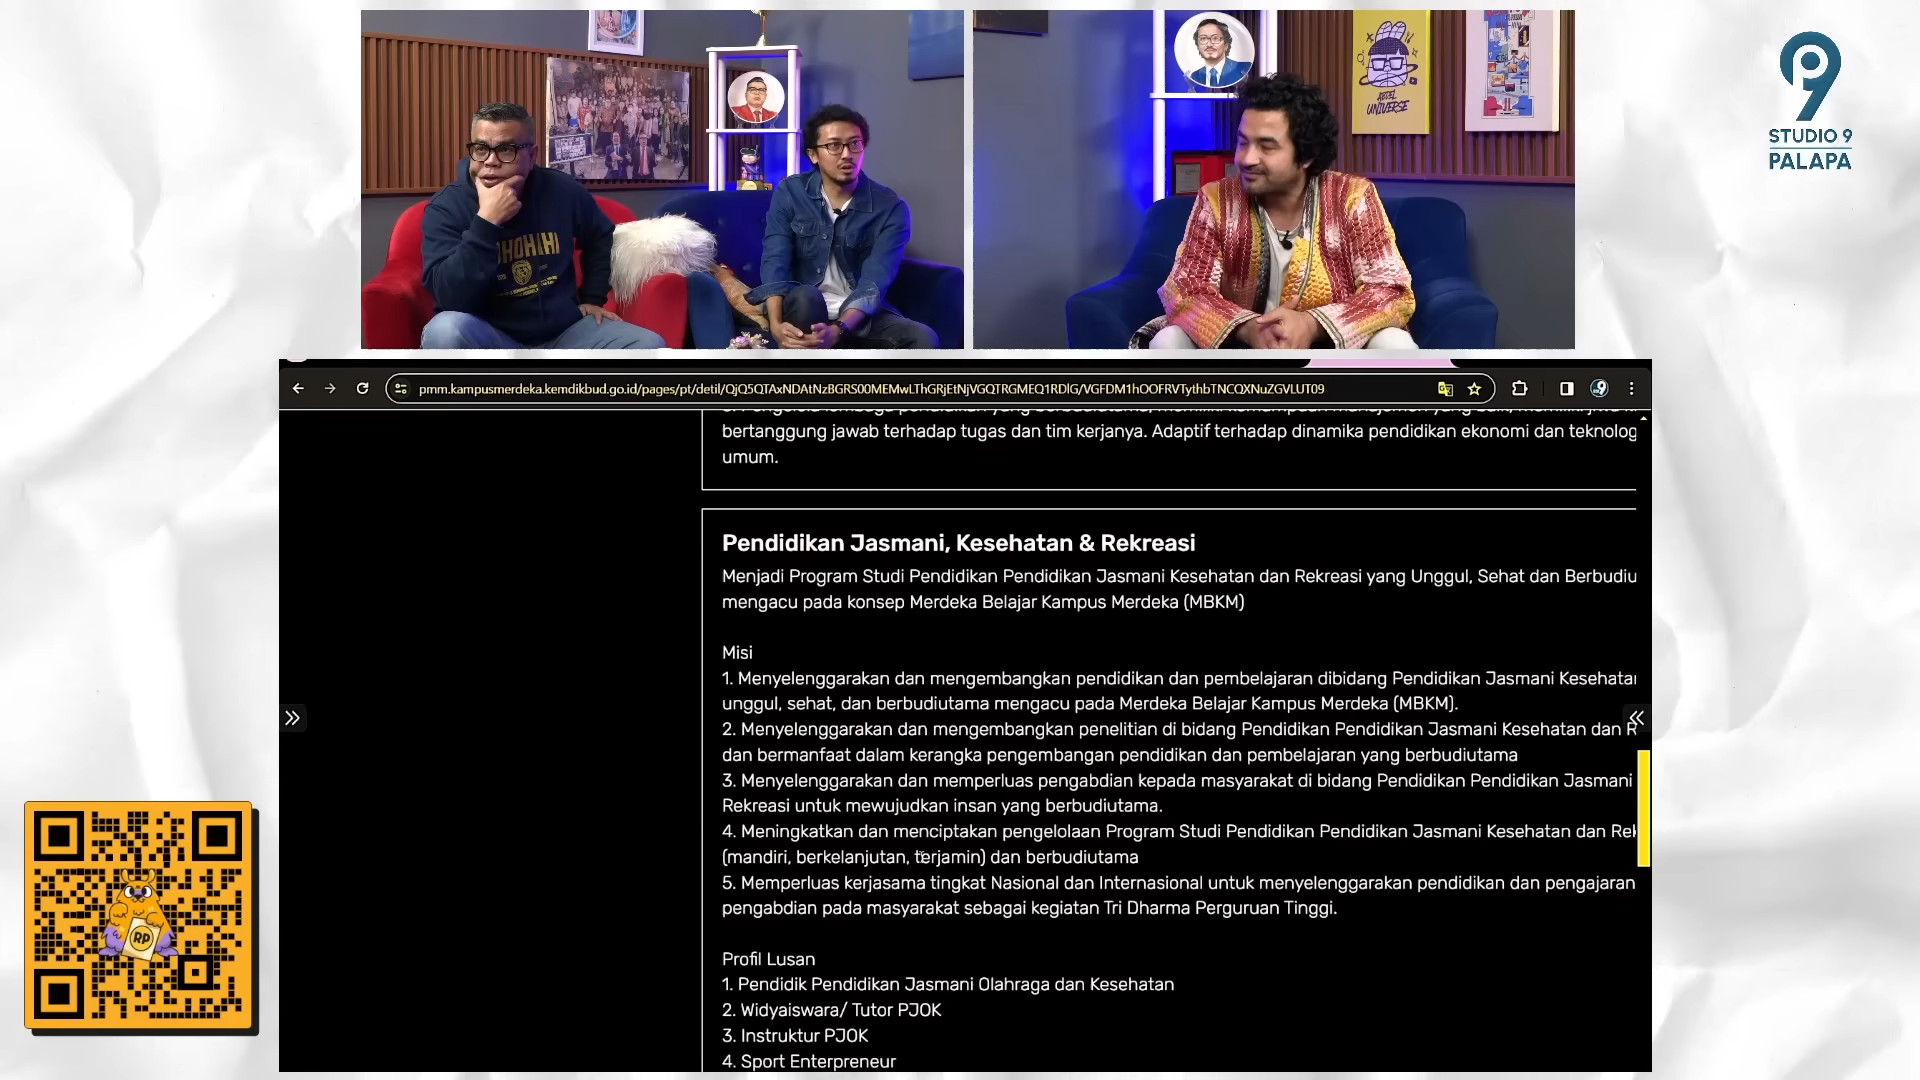 ABDEL
UNIVERSE
STUDIO 9
PALAPA
pmm.kampusmerdeka.kemdikbud.go.id/pages/pt/detil/QjQ5QTAxNDAtNzBGRS00MEMwLThGRjEtNjVGQTRGMEQ1RDlG/VGFDM1hOOFRVTythbTNCQXNuZGVLUT09
bertanggung jawab terhadap tugas dan tim kerjanya. Adaptif terhadap dinamika pendidikan ekonomi dan teknolog
umum.
Pendidikan Jasmani, Kesehatan & Rekreasi
Menjadi Program Studi Pendidikan Pendidikan Jasmani Kesehatan dan Rekreasi yang Unggul, Sehat dan Berbudiu
mengacu pada konsep Merdeka Belajar Kampus Merdeka (MBKM)
Misi
1. Menyelenggarakan dan mengembangkan pendidikan dan pembelajaran dibidang Pendidikan Jasmani Kesehatan
unggul, sehat, dan berbudiutama mengacu pada Merdeka Belajar Kampus Merdeka (MBKM).
2. Menyelenggarakan dan mengembangkan penelitian di bidang Pendidikan Pendidikan Jasmani Kesehatan dan R
dan bermanfaat dalam kerangka pengembangan pendidikan dan pembelajaran yang berbudiutama
3. Menyelenggarakan dan memperluas pengabdian kepada masyarakat di bidang Pendidikan Pendidikan Jasmani
Rekreasi untuk mewujudkan insan yang berbudiutama.
4. Meningkatkan dan menciptakan pengelolaan Program Studi Pendidikan Pendidikan Jasmani Kesehatan dan Rek
(mandiri, berkelanjutan, terjamin) dan berbudiutama
5. Memperluas kerjasama tingkat Nasional dan Internasional untuk menyelenggarakan pendidikan dan pengajaran
pengabdian pada masyarakat sebagai kegiatan Tri Dharma Perguruan Tinggi.
Profil Lusan
1. Pendidik Pendidikan Jasmani Olahraga dan Kesehatan
2. Widyaiswara/ Tutor PJOK
3. Instruktur PJOK
4. Sport Enterpreneur
RP